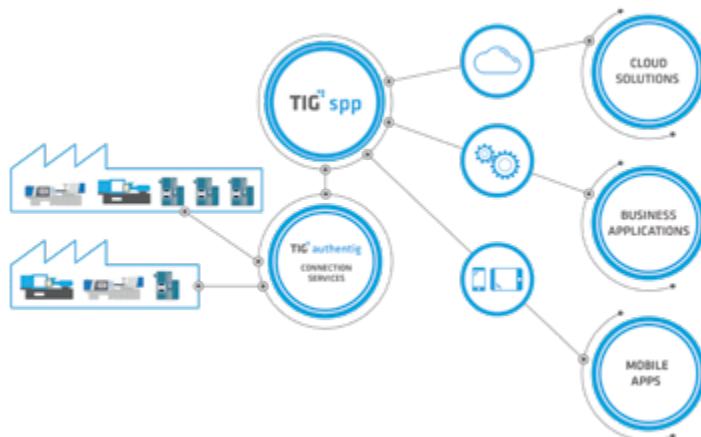 TIG spp
CLOUD
SOLUTIONS
BUSINESS
APPLICATIONS
TIG authentig
CONNECTION
SERVICES
MOBILE
APPS